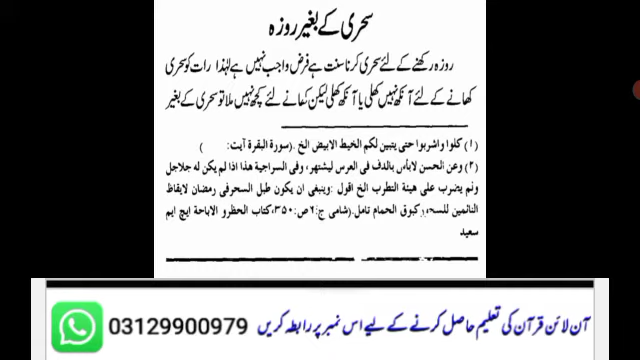 سحری کے بغیر روزہ
روزہ رکھنے کے لئے سحری کرنا سنت ہے فرض واجب نہیں ہے لہٰذا رات کو سحری
کھانے کے لئے آنکھ نہیں کھلی یا آنکھ کھلی لیکن کھانے لئے کچھ نہیں ملا تو سحری کے بغیر
(۱) کلوا واشربوا حتی یتبین لکم الخیط الابیض الخ .(سورة البقرة آیت: )
(۲) وعن الحسن لابأس بالدف فی العرس لیشتهر، وفی السراجیة هذا اذا لم یکن له جلاجل
ولم یضرب علی هیئة التطرب الخ اقول :وینبغی ان یکون طبل السحرفی رمضان لایقاظ
النائمین للسحور کبوق الحمام تامل.(شامی ج:۶ ص:۳۵۰،کتاب الحظر و الاباحة ایچ ایم
سعید
آن لائن قرآن کی تعلیم حاصل کرنے کے لیے اس نمبر پر رابطہ کریں 03129900979